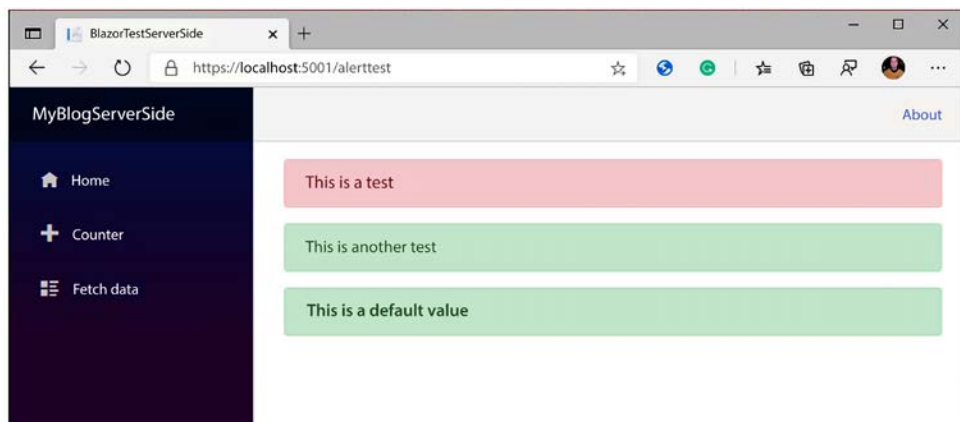 BlazorTestServerSide
https://localhost:5001/alerttest
MyBlogServerSide
About
Home
Counter
Fetch data
This is a test
This is another test
This is a default value